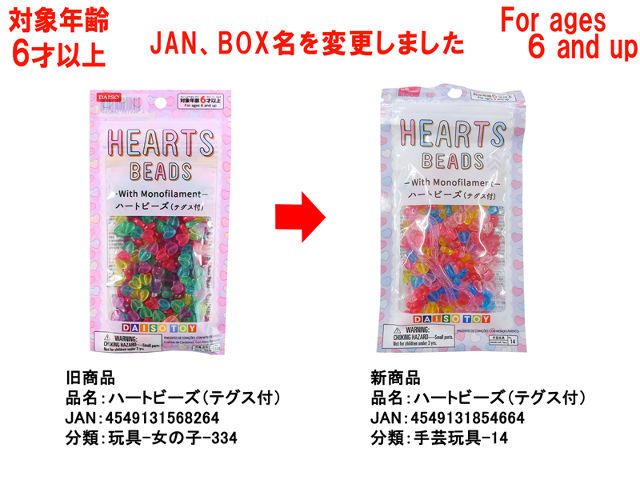 対象年齢
6才以上
JAN、BOX名を変更しました
For ages
6 and up
DAISO
対象年齢6才以上
For ages 6 and up
HEARTS
BEADS
-With Monofilament-
ハートビーズ(テグス付)
DAISO TOY
WARNING:
CHOKING HAZARD—Small parts.
Not for children under 3 yrs.
HEARTS
BEADS
-With Monofilament-
ハートビーズ(テグス付)
DAISO TOY
WARNING:
CHOKING HAZARD—Small parts.
Not for children under 3 yrs.
14
旧商品
品名:ハートビーズ(テグス付)
JAN:4549131568264
分類:玩具-女の子-334
新商品
品名:ハートビーズ(テグス付)
JAN:4549131854664
分類:手芸玩具-14